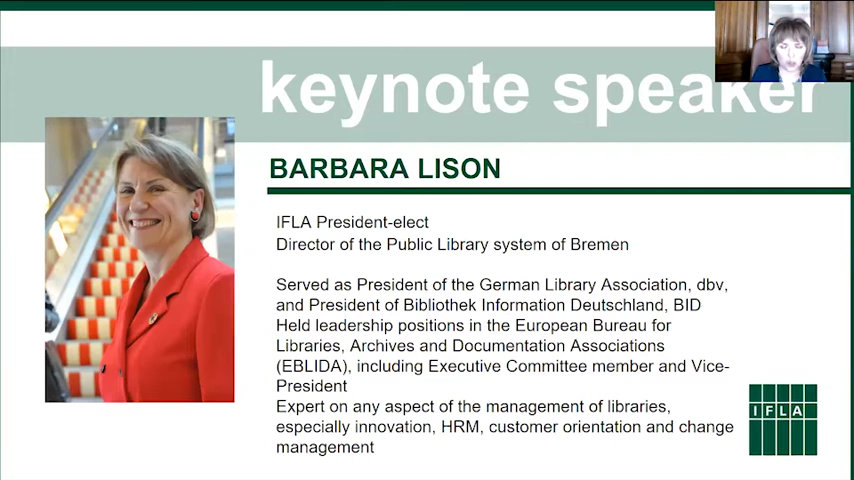 keynote speaker
BARBARA LISON
IFLA President-elect
Director of the Public Library system of Bremen
Served as President of the German Library Association, dbv,
and President of Bibliothek Information Deutschland, BID
Held leadership positions in the European Bureau for
Libraries, Archives and Documentation Associations
(EBLIDA), including Executive Committee member and Vice-
President
Expert on any aspect of the management of libraries,
especially innovation, HRM, customer orientation and change
management
IFLA